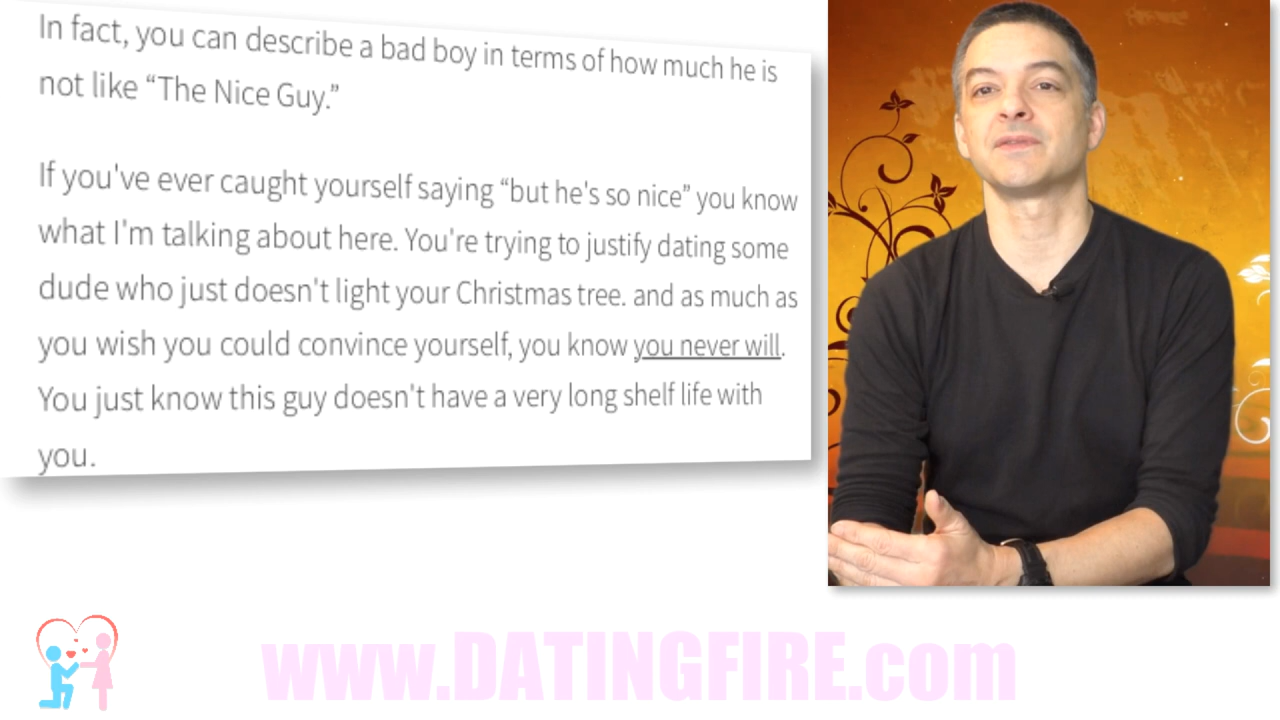 In fact, you can describe a bad boy in terms of how much he is
not like “The Nice Guy.”
If you've ever caught yourself saying “but he's so nice” you know
what I'm talking about here. You're trying to justify dating some
dude who just doesn't light your Christmas tree. and as much as
you wish you could convince yourself, you know you never will.
You just know this guy doesn't have a very long shelf life with
you.
www.DATINGFIRE.com